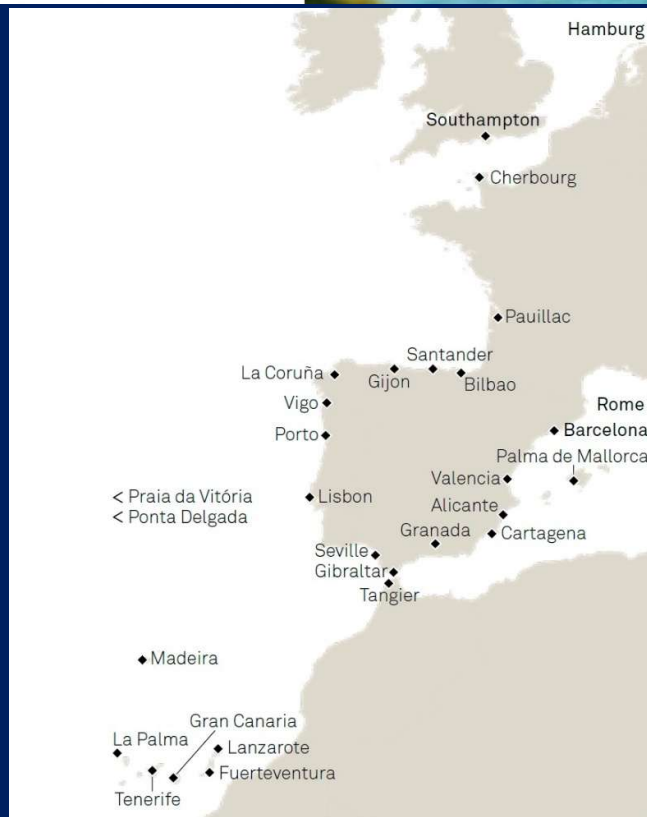 Hamburg
Southampton
Cherbourg
Pauillac
Santander
La Coruña
Gijon
Bilbao
Vigo
Rome
Porto
Barcelona
Palma de Mallorca
Valencia
< Praia da Vitória
Lisbon
Alicante
< Ponta Delgada
Granada
Cartagena
Seville
Gibraltar
Tangier
Madeira
Gran Canaria
La Palma
Lanzarote
Fuerteventura
Tenerife